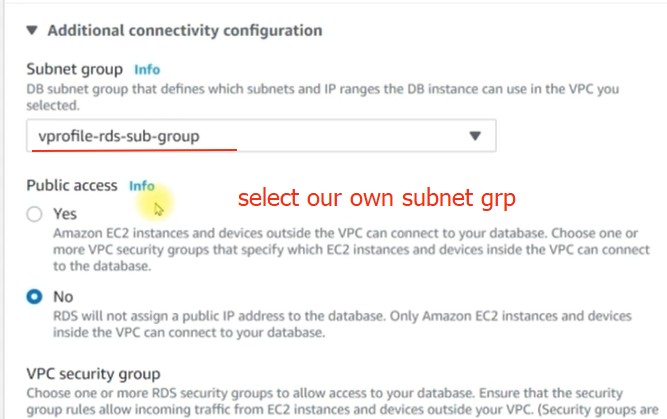 Additional connectivity configuration
Subnet group Info
DB subnet group that defines which subnets and IP ranges the DB instance can use in the VPC you
selected.
vprofile-rds-sub-group
Public access Info
select our own subnet grp
Yes
Amazon EC2 instances and devices outside the VPC can connect to your database. Choose one or
more VPC security groups that specify which EC2 instances and devices inside the VPC can connect
to the database.
No
RDS will not assign a public IP address to the database. Only Amazon EC2 instances and devices
inside the VPC can connect to your database.
VPC security group
Choose one or more RDS security groups to allow access to your database. Ensure that the security
group rules allow incoming traffic from EC2 instances and devices outside your VPC. (Security groups are